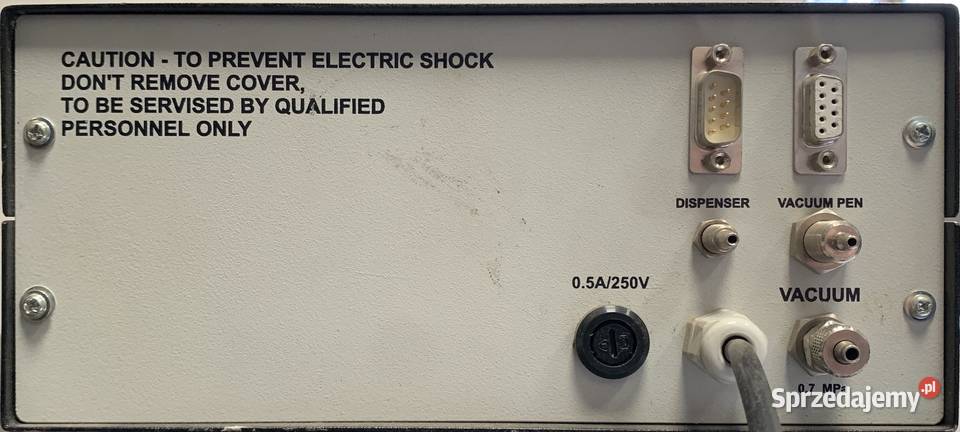 CAUTION - TO PREVENT ELECTRIC SHOCK
DON'T REMOVE COVER,
TO BE SERVISED BY QUALIFIED
PERSONNEL ONLY
DISPENSER
VACUUM PEN
0.5A/250V
VACUUM
0.7 MPa
Sprzedajemy.pl